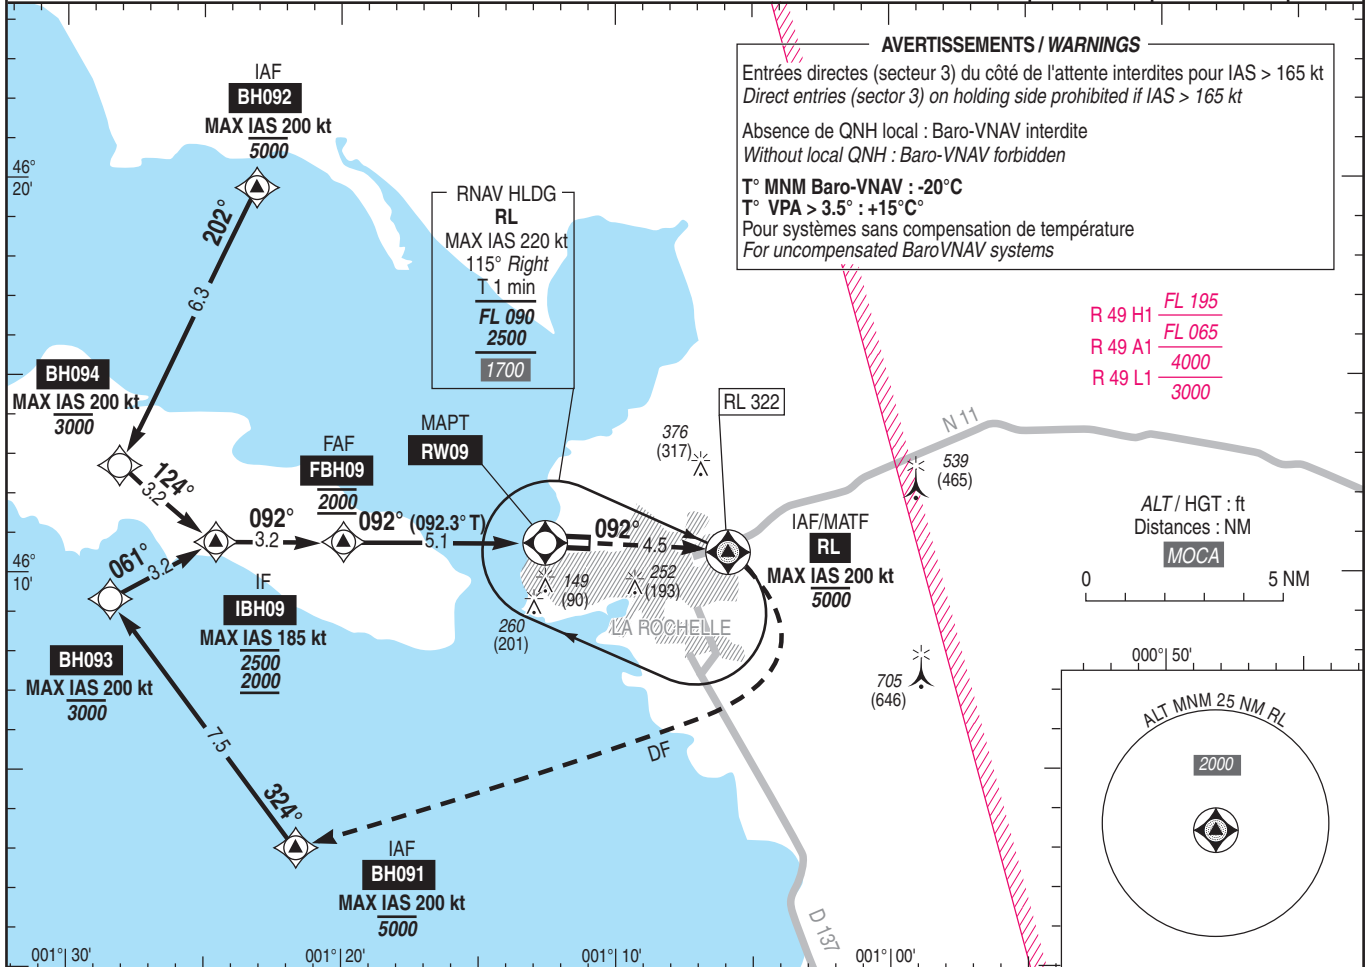 AVERTISSEMENTS / WARNINGS
Entrées directes (secteur 3) du côté de l'attente interdites pour IAS > 165 kt
Direct entries (sector 3) on holding side prohibited if IAS > 165 kt
Absence de QNH local : Baro-VNAV interdite
Without local QNH : Baro-VNAV forbidden
T° MNM Baro-VNAV : -20°C
T° VPA > 3.5° : +15°C°
Pour systèmes sans compensation de température
For uncompensated BaroVNAV systems
IAF
BH092
MAX IAS 200 kt
5000
46°
20'
202°
6.3
RNAV HLDG
RL
MAX IAS 220 kt
115° Right
T 1 min
FL 090
2500
1700
R 49 H1 FL 195
R 49 A1 FL 065
4000
R 49 L1 3000
BH094
MAX IAS 200 kt
3000
124°
3.2
FAF
FBH09
2000
MAPT
RW09
RL 322
376
(317)
N 11
539
(465)
ALT / HGT : ft
Distances : NM
MOCA
0 5 NM
092°
3.2
092° (092.3° T)
5.1
092°
4.5
IAF/MATF
RL
MAX IAS 200 kt
5000
46°
10'
061°
3.2
IF
IBH09
MAX IAS 185 kt
2500
2000
149
(90)
252
(193)
260
(201)
LA ROCHELLE
BH093
MAX IAS 200 kt
3000
705
(646)
000° 50'
ALT MNM 25 NM RL
2000
7.5
324°
DF
IAF
BH091
MAX IAS 200 kt
5000
D 137
001° 30'
001° 20'
001° 10'
001° 00'